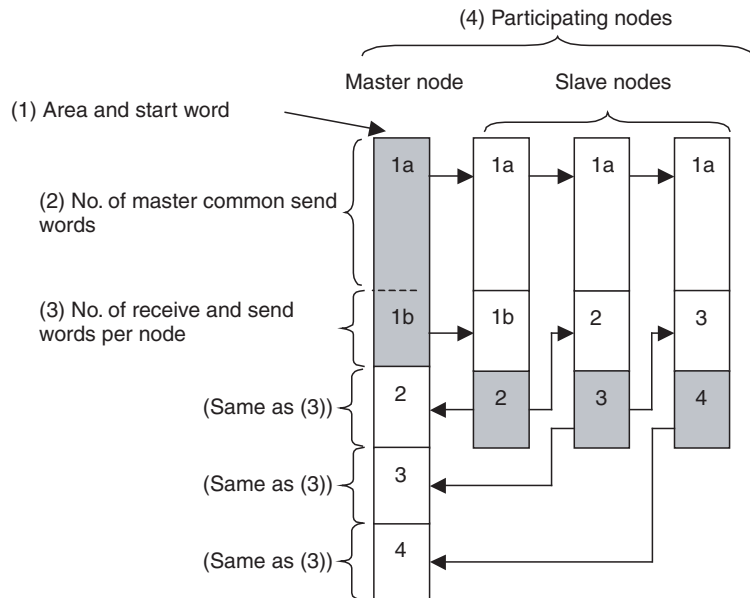 (4) Participating nodes
Master node
Slave nodes
(1) Area and start word
1a
1a
1a
1a
(2) No. of master common send
words
(3) No. of receive and send
words per node
1b
1b
2
3
(Same as (3))
2
2
3
4
(Same as (3))
3
(Same as (3))
4